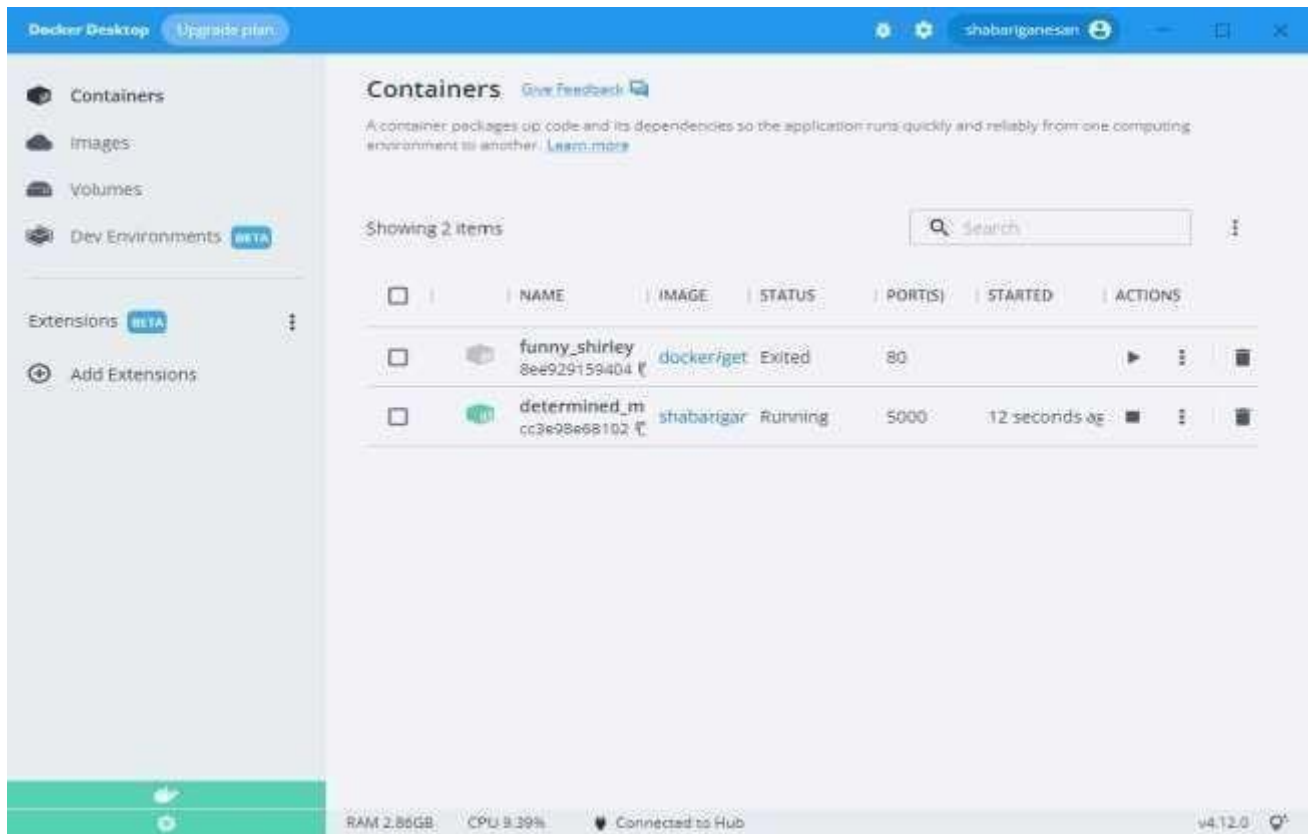 Docker Desktop Upgrade plan shabariganesan
Containers
Images
Volumes
Dev Environments BETA
Extensions BETA
Add Extensions
Containers Give Feedback
A container packages up code and its dependencies so the application runs quickly and reliably from one computing
environment to another. Learn more
Showing 2 items Search
NAME IMAGE STATUS PORT(S) STARTED ACTIONS
funny_shirley docker/get Exited 80
8ee929159404
determined_m shabarigar Running 5000 12 seconds ag
cc3e98e68102
RAM 2.86GB CPU 9.39% Connected to Hub v4.12.0